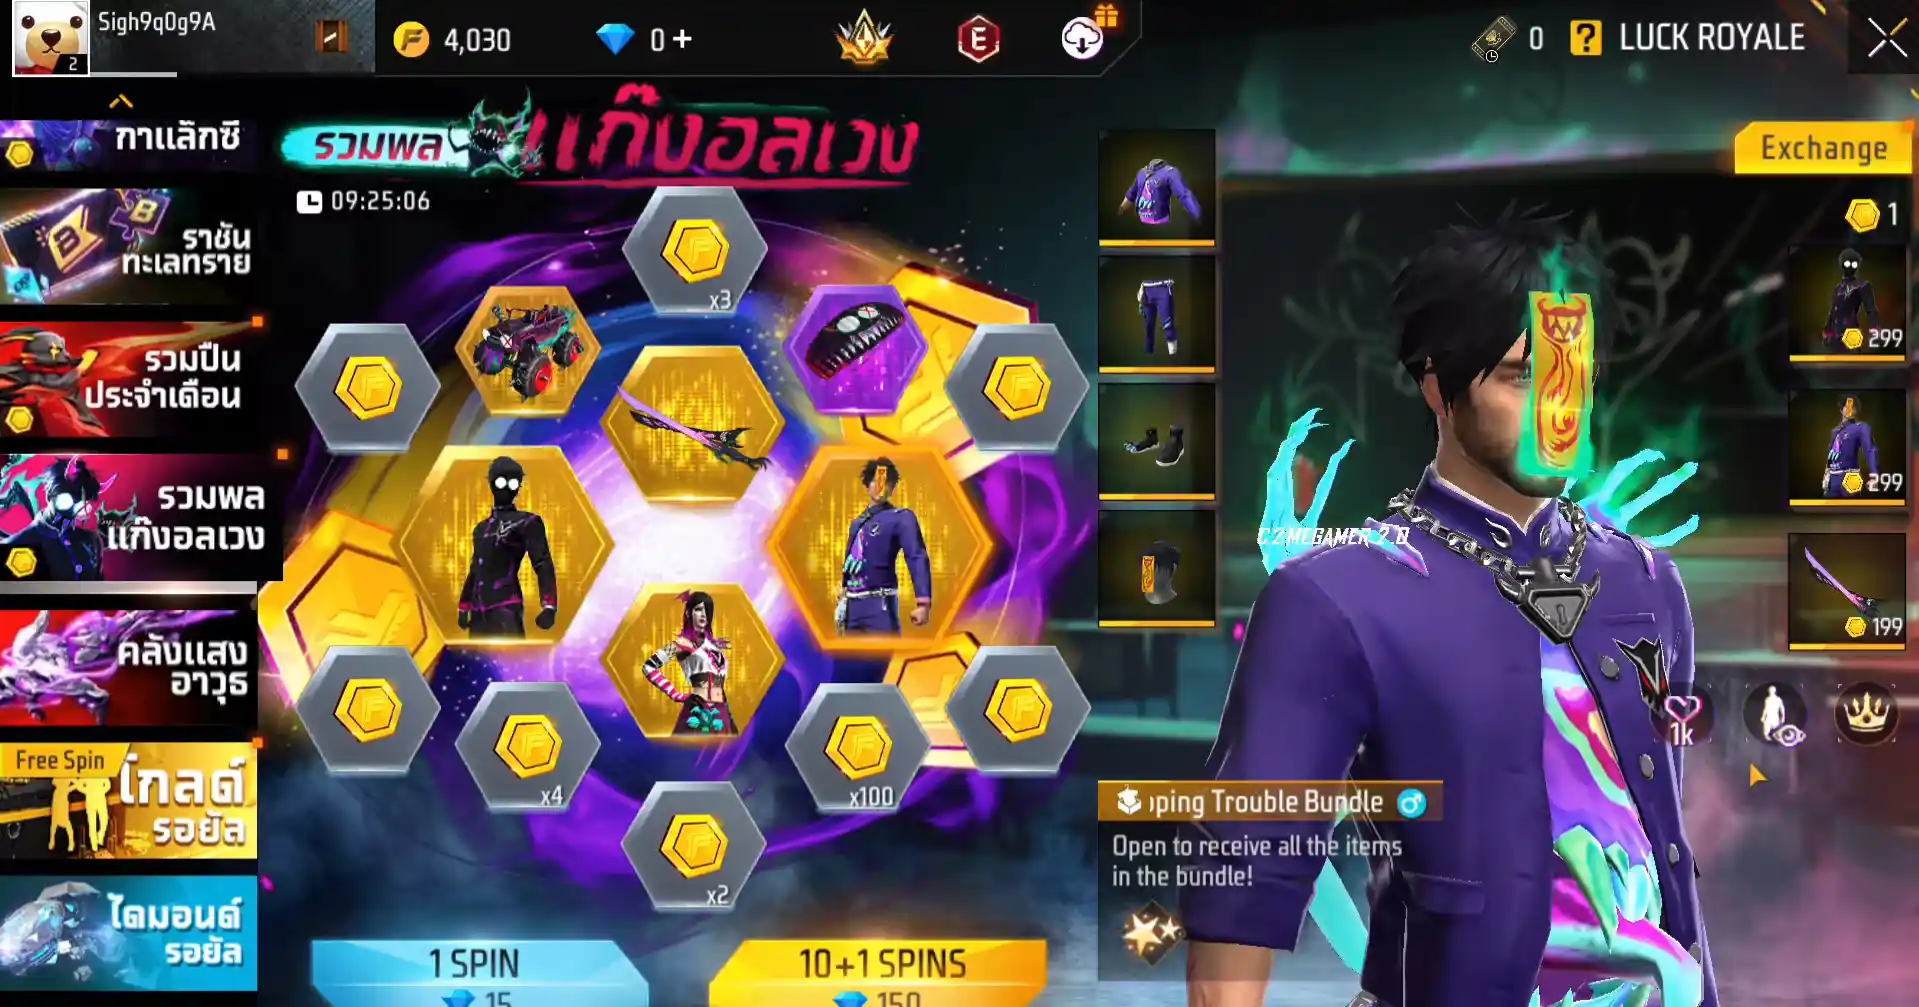 Sigh9q0g9A
2
4,030
0 +
E
0
? LUCK ROYALE
กาแล็กซี
ราชัน
ทะเลทราย
รวมปืน
ประจำเดือน
รวมพล
แก๊งอลเวง
คลังแสง
อาวุธ
Free Spin
โกลด์
รอยัล
ไดมอนด์
รอยัล
รวมพล แก๊งอลเวง
09:25:06
x3
x4
x100
x2
1 SPIN
15
10+1 SPINS
150
Exchange
1
299
299
199
C2MCGAMER 2.0
1k
pping Trouble Bundle
Open to receive all the items
in the bundle!